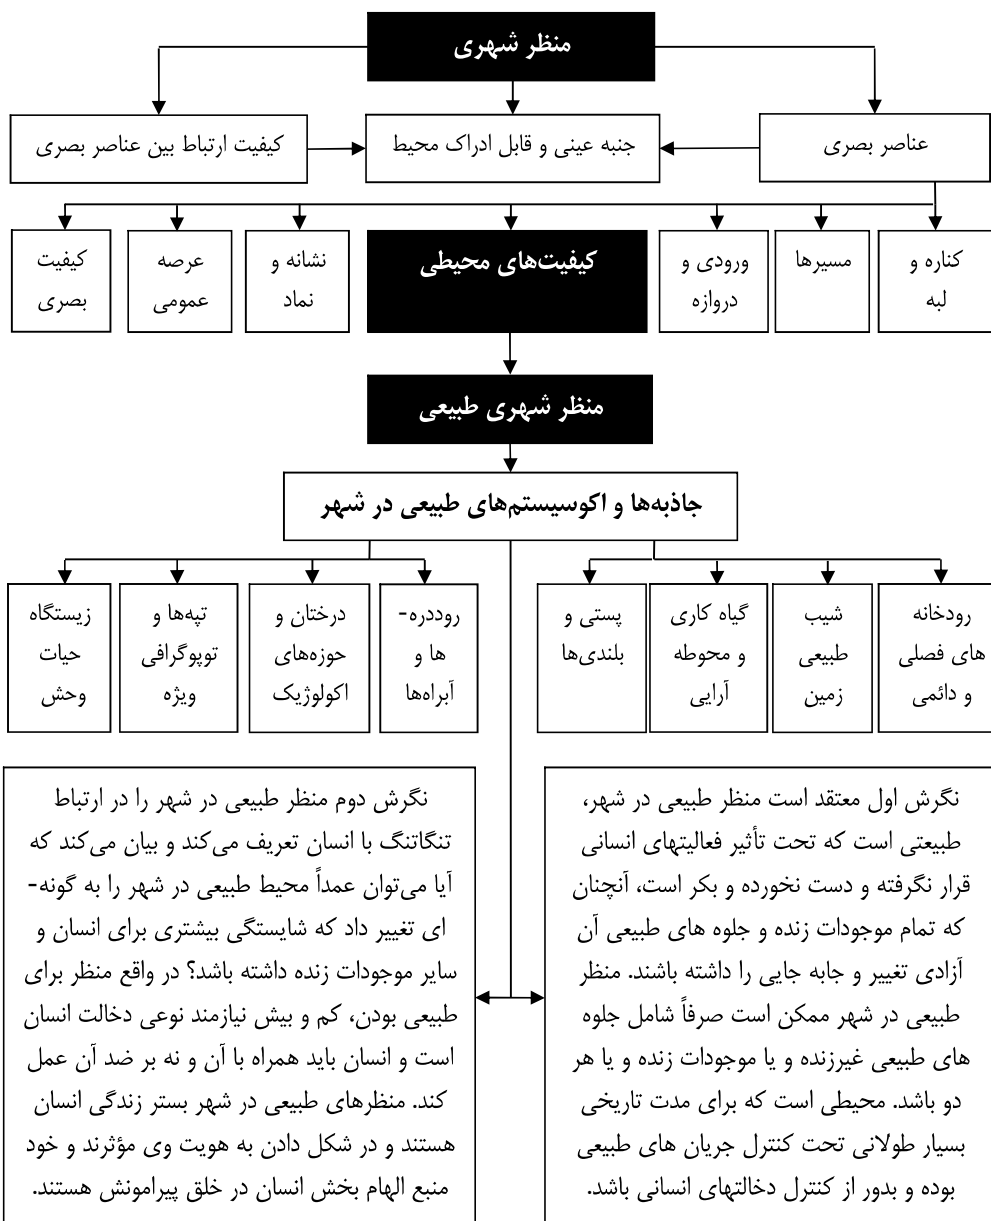 منظر شهری
عناصر بصری
جنبه عینی و قابل ادراک محیط
کیفیت ارتباط بین عناصر بصری
کناره و
لبه
مسیرها
ورودی و
دروازه
کیفیت‌های محیطی
نشانه و
نماد
عرصه
عمومی
کیفیت
بصری
منظر شهری طبیعی
جاذبه‌ها و اکوسیستم‌های طبیعی در شهر
رودخانه
های فصلی
و دائمی
شیب
طبیعی
زمین
گیاه کاری
و محوطه
آرایی
پستی و
بلندی‌ها
روددره-
ها و
آبراه‌ها
درختان و
حوزه‌های
اکولوژیک
تپه‌ها و
توپوگرافی
ویژه
زیستگاه
حیات
وحش
نگرش اول معتقد است منظر طبیعی در شهر،
طبیعتی است که تحت تأثیر فعالیتهای انسانی
قرار نگرفته و دست نخورده و بکر است، آنچنان
که تمام موجودات زنده و جلوه های طبیعی آن
آزادی تغییر و جابه جایی را داشته باشند. منظر
طبیعی در شهر ممکن است صرفاً شامل جلوه
های طبیعی غیرزنده و یا موجودات زنده و یا هر
دو باشد. محیطی است که برای مدت تاریخی
بسیار طولانی تحت کنترل جریان های طبیعی
بوده و بدور از کنترل دخالتهای انسانی باشد.
نگرش دوم منظر طبیعی در شهر را در ارتباط
تنگاتنگ با انسان تعریف می‌کند و بیان می‌کند که
آیا می‌توان عمداً محیط طبیعی در شهر را به گونه-
ای تغییر داد که شایستگی بیشتری برای انسان و
سایر موجودات زنده داشته باشد؟ در واقع منظر برای
طبیعی بودن، کم و بیش نیازمند نوعی دخالت انسان
است و انسان باید همراه با آن و نه بر ضد آن عمل
کند. منظرهای طبیعی در شهر بستر زندگی انسان
هستند و در شکل دادن به هویت وی مؤثرند و خود
منبع الهام بخش انسان در خلق پیرامونش هستند.